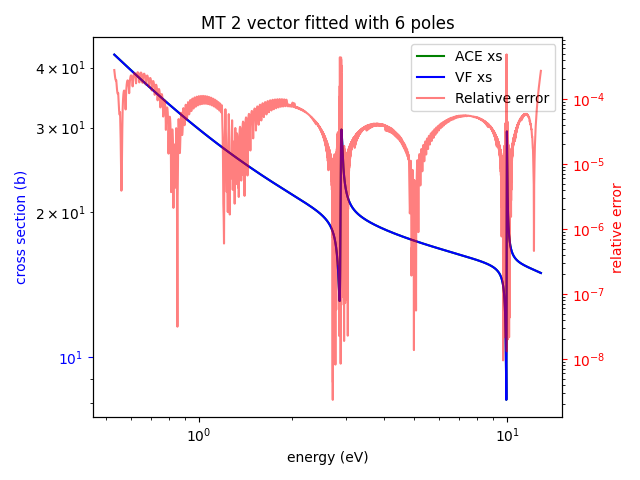 MT 2 vector fitted with 6 poles
ACE xs
VF xs
Relative error
4 × 10¹
3 × 10¹
2 × 10¹
10¹
cross section (b)
10⁻⁴
10⁻⁵
10⁻⁶
10⁻⁷
10⁻⁸
relative error
10⁰
10¹
energy (eV)